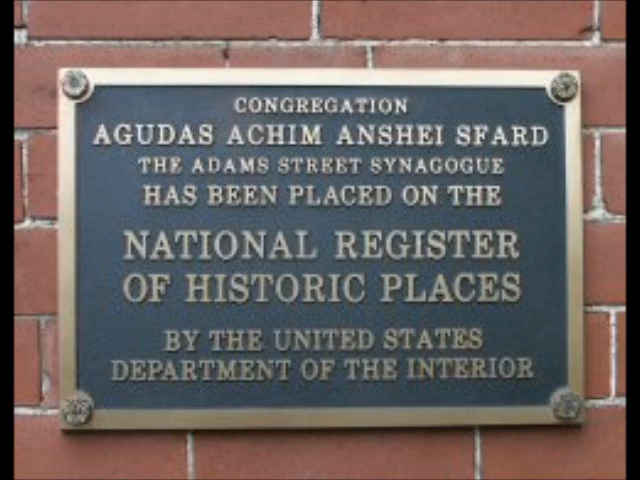 CONGREGATION
AGUDAS ACHIM ANSHEI SFARD
THE ADAMS STREET SYNAGOGUE
HAS BEEN PLACED ON THE
NATIONAL REGISTER
OF HISTORIC PLACES
BY THE UNITED STATES
DEPARTMENT OF THE INTERIOR